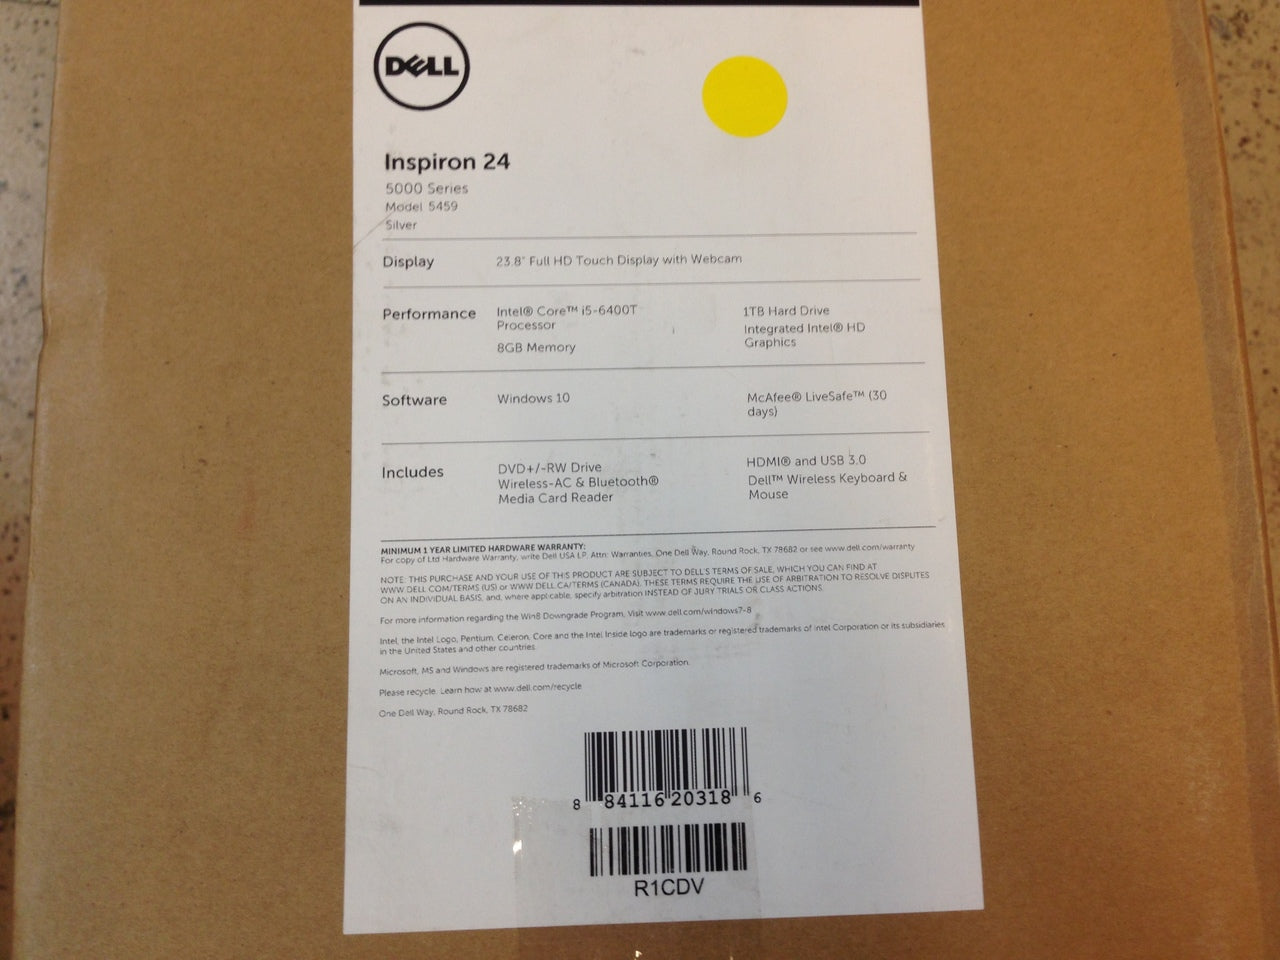 DELL
Inspiron 24
5000 Series
Model 5459
Silver
Display
23.8" Full HD Touch Display with Webcam
Performance
Intel® Core™ i5-6400T
Processor
8GB Memory
1TB Hard Drive
Integrated Intel® HD
Graphics
Software
Windows 10
McAfee® LiveSafe™ (30
days)
Includes
DVD+/-RW Drive
Wireless-AC & Bluetooth®
Media Card Reader
HDMI® and USB 3.0
Dell™ Wireless Keyboard &
Mouse
MINIMUM 1 YEAR LIMITED HARDWARE WARRANTY:
For copy of Ltd Hardware Warranty, write Dell USA LP, Attn: Warranties, One Dell Way, Round Rock, TX 78682 or see www.dell.com/warranty
NOTE: THIS PURCHASE AND YOUR USE OF THIS PRODUCT ARE SUBJECT TO DELL'S TERMS OF SALE, WHICH YOU CAN FIND AT
WWW.DELL.COM/TERMS (US) or WWW.DELL.CA/TERMS (CANADA). THESE TERMS REQUIRE THE USE OF ARBITRATION TO RESOLVE DISPUTES
ON AN INDIVIDUAL BASIS, and, where applicable, specify arbitration INSTEAD OF JURY TRIALS OR CLASS ACTIONS.
For more information regarding the Win8 Downgrade Program, Visit www.dell.com/windows7-8
Intel, the Intel Logo, Pentium, Celeron, Core and the Intel Inside logo are trademarks or registered trademarks of Intel Corporation or its subsidiaries
in the United States and other countries.
Microsoft, MS and Windows are registered trademarks of Microsoft Corporation.
Please recycle. Learn how at www.dell.com/recycle
One Dell Way, Round Rock, TX 78682
8 84116 20318 6
R1CDV